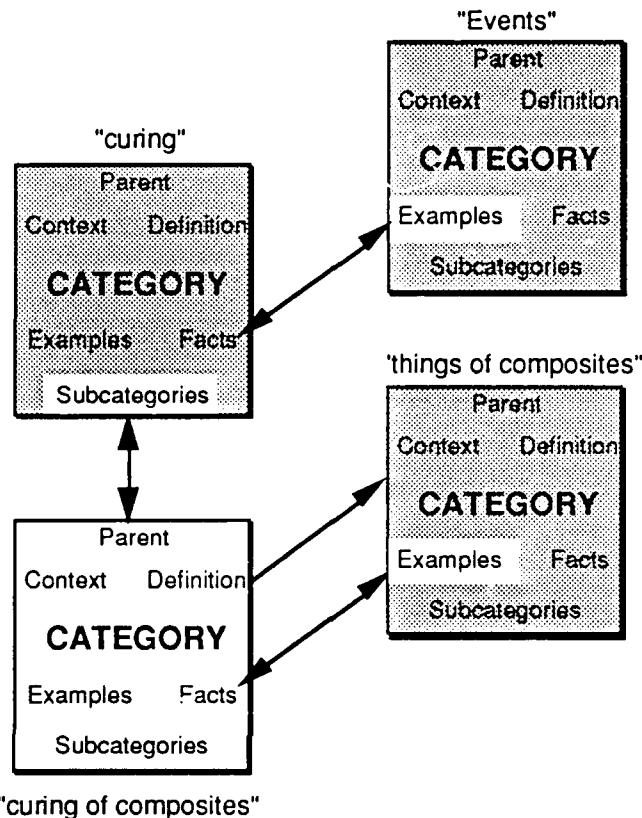 "Events"
Parent
Context Definition
CATEGORY
Examples Facts
Subcategories
"curing"
Parent
Context Definition
CATEGORY
Examples Facts
Subcategories
'things of composites"
Parent
Context Definition
CATEGORY
Examples Facts
Subcategories
Parent
Context Definition
CATEGORY
Examples Facts
Subcategories
"curing of composites"